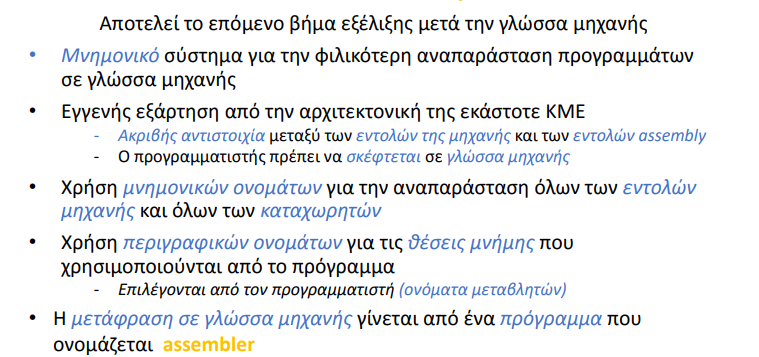 Αποτελεί το επόμενο βήμα εξέλιξης μετά την γλώσσα μηχανής
• Μνημονικό σύστημα για την φιλικότερη αναπαράσταση προγραμμάτων
σε γλώσσα μηχανής
• Εγγενής εξάρτηση από την αρχιτεκτονική της εκάστοτε ΚΜΕ
- Ακριβής αντιστοιχία μεταξύ των εντολών της μηχανής και των εντολών assembly
- Ο προγραμματιστής πρέπει να σκέφτεται σε γλώσσα μηχανής
• Χρήση μνημονικών ονομάτων για την αναπαράσταση όλων των εντολών
μηχανής και όλων των καταχωρητών
• Χρήση περιγραφικών ονομάτων για τις θέσεις μνήμης που
χρησιμοποιούνται από το πρόγραμμα
- Επιλέγονται από τον προγραμματιστή (ονόματα μεταβλητών)
• Η μετάφραση σε γλώσσα μηχανής γίνεται από ένα πρόγραμμα που
ονομάζεται assembler